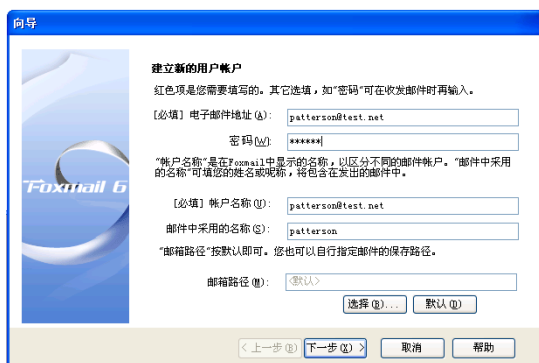 向导
建立新的用户帐户
红色项是您需要填写的。其它选填，如"密码"可在收发邮件时再输入。
[必填] 电子邮件地址(A): patterson@test.net
密码(W): ******
"帐户名称"是在Foxmail中显示的名称，以区分不同的邮件帐户。"邮件中采用
的名称"可填您的姓名或昵称，将包含在发出的邮件中。
Foxmail 6
[必填] 帐户名称(U): patterson@test.net
邮件中采用的名称(S): patterson
"邮箱路径"按默认即可。您也可以自行指定邮件的保存路径。
邮箱路径(M): <默认>
选择(B)... 默认(D)
< 上一步(B) 下一步(X) > 取消 帮助